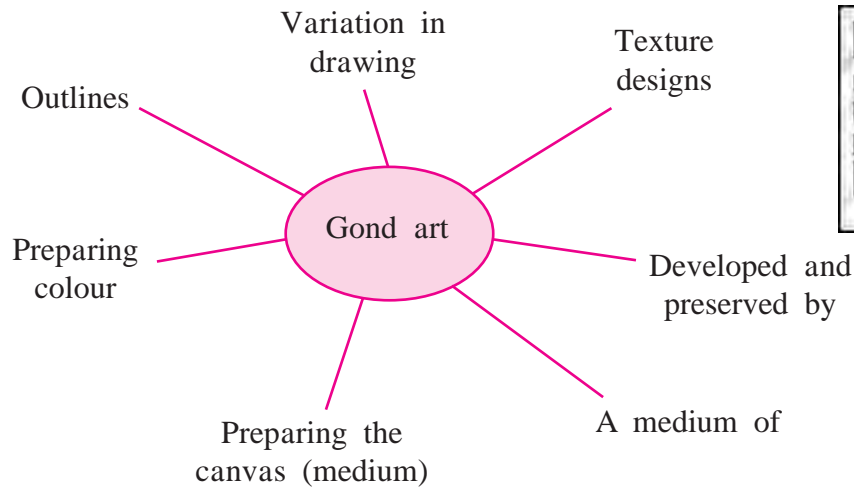 Variation in
drawing
Texture
designs
Outlines
Gond art
Preparing
colour
Developed and
preserved by
A medium of
Preparing the
canvas (medium)